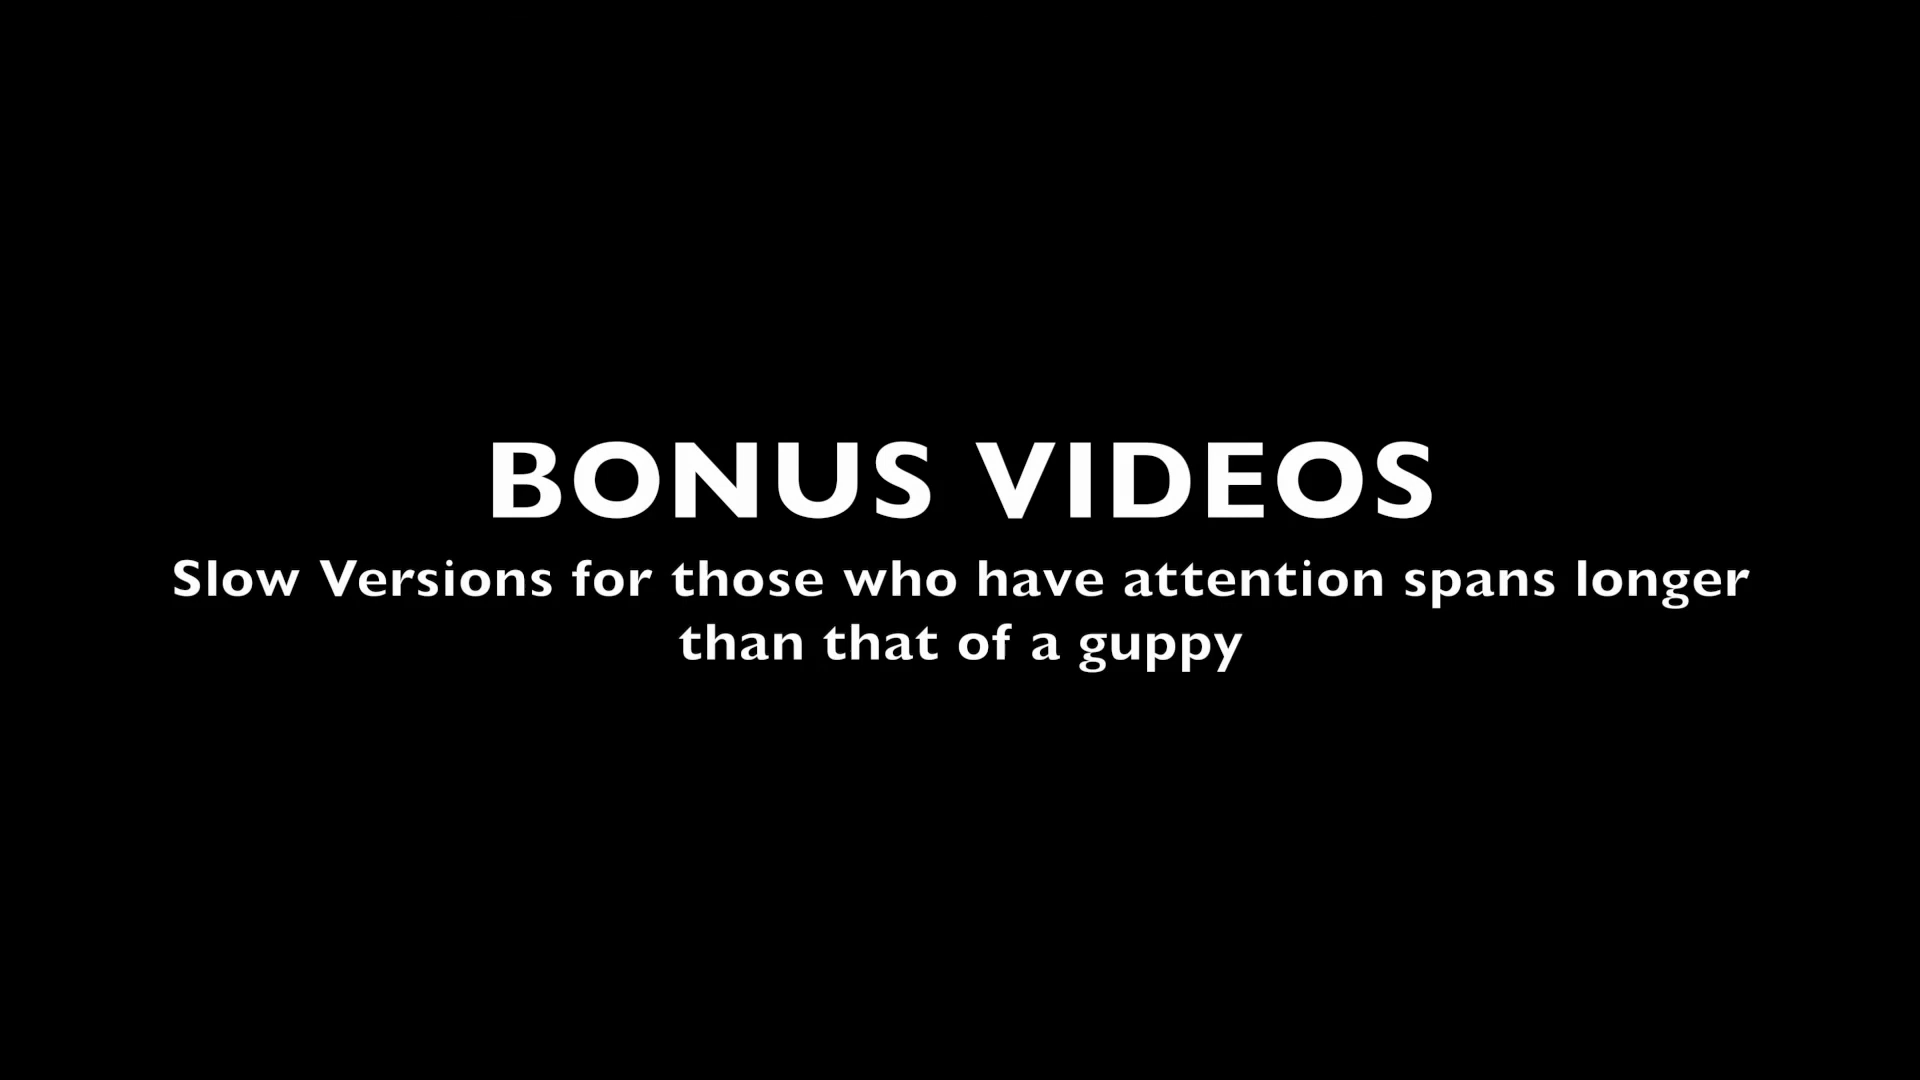 BONUS VIDEOS
Slow Versions for those who have attention spans longer
than that of a guppy